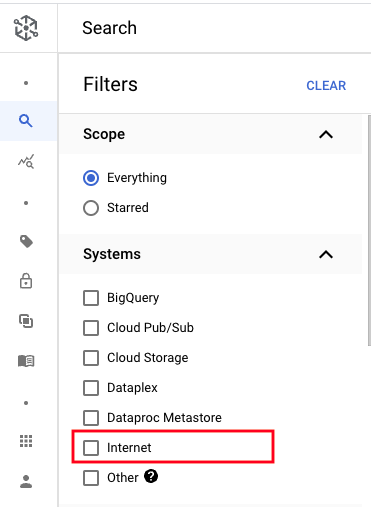 Search
Filters
CLEAR
Scope
Everything
Starred
Systems
BigQuery
Cloud Pub/Sub
Cloud Storage
Dataplex
Dataproc Metastore
Internet
Other ?